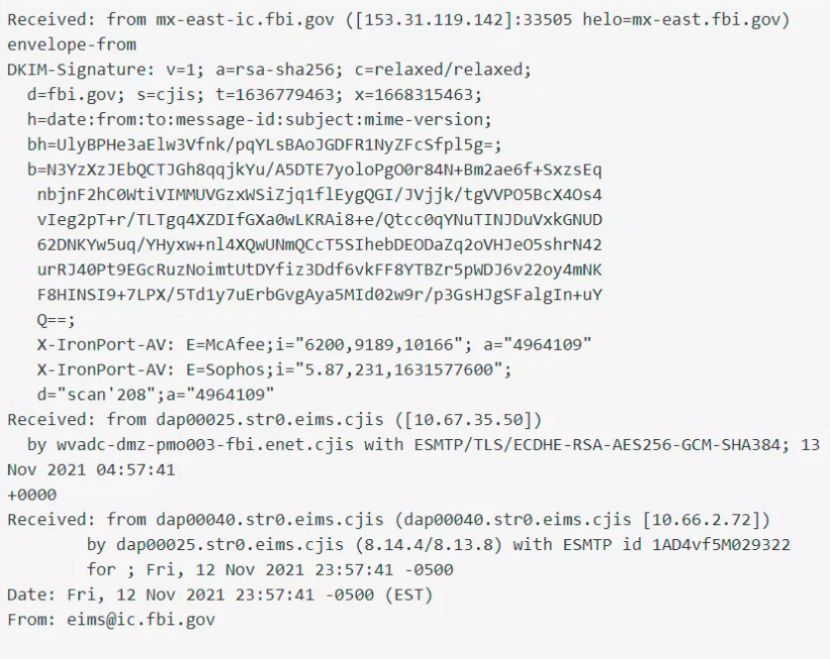 Received: from mx-east-ic.fbi.gov ([153.31.119.142]:33505 helo=mx-east.fbi.gov)
envelope-from
DKIM-Signature: v=1; a=rsa-sha256; c=relaxed/relaxed;
d=fbi.gov; s=cjis; t=1636779463; x=1668315463;
h=date:from:to:message-id:subject:mime-version;
bh=UlyBPHe3aElw3Vfnk/pqYLsBAoJGDFR1NyZFcSfpl5g=;
b=N3YzXzJEbQCTJGh8qqjkYu/A5DTE7yoloPgO0r84N+Bm2ae6f+SxzsEq
nbjnF2hC0WtiVIMMUVGzxWSiZjq1flEygQGI/JVjjk/tgVVPO5BcX4Os4
vIeg2pT+r/TLTgq4XZDIfGXa0wLKRAi8+e/Qtcc0qYNuTINJDuVxkGNUD
62DNKYw5uq/YHyxw+nl4XQwUNmQCcT5SIhebDEODaZq2oVHJeO5shrN42
urRJ40Pt9EGcRuzNoimtUtDYfiz3Ddf6vkFF8YTBZr5pWDJ6v22oy4mNK
F8HINSI9+7LPX/5Td1y7uErbGvgAya5MId02w9r/p3GsHJgSFalgIn+uY
Q==;
X-IronPort-AV: E=McAfee;i="6200,9189,10166"; a="4964109"
X-IronPort-AV: E=Sophos;i="5.87,231,1631577600";
d="scan'208";a="4964109"
Received: from dap00025.str0.eims.cjis ([10.67.35.50])
by wvadc-dmz-pmo003-fbi.enet.cjis with ESMTP/TLS/ECDHE-RSA-AES256-GCM-SHA384; 13
Nov 2021 04:57:41
+0000
Received: from dap00040.str0.eims.cjis (dap00040.str0.eims.cjis [10.66.2.72])
by dap00025.str0.eims.cjis (8.14.4/8.13.8) with ESMTP id 1AD4vf5M029322
for ; Fri, 12 Nov 2021 23:57:41 -0500
Date: Fri, 12 Nov 2021 23:57:41 -0500 (EST)
From: eims@ic.fbi.gov